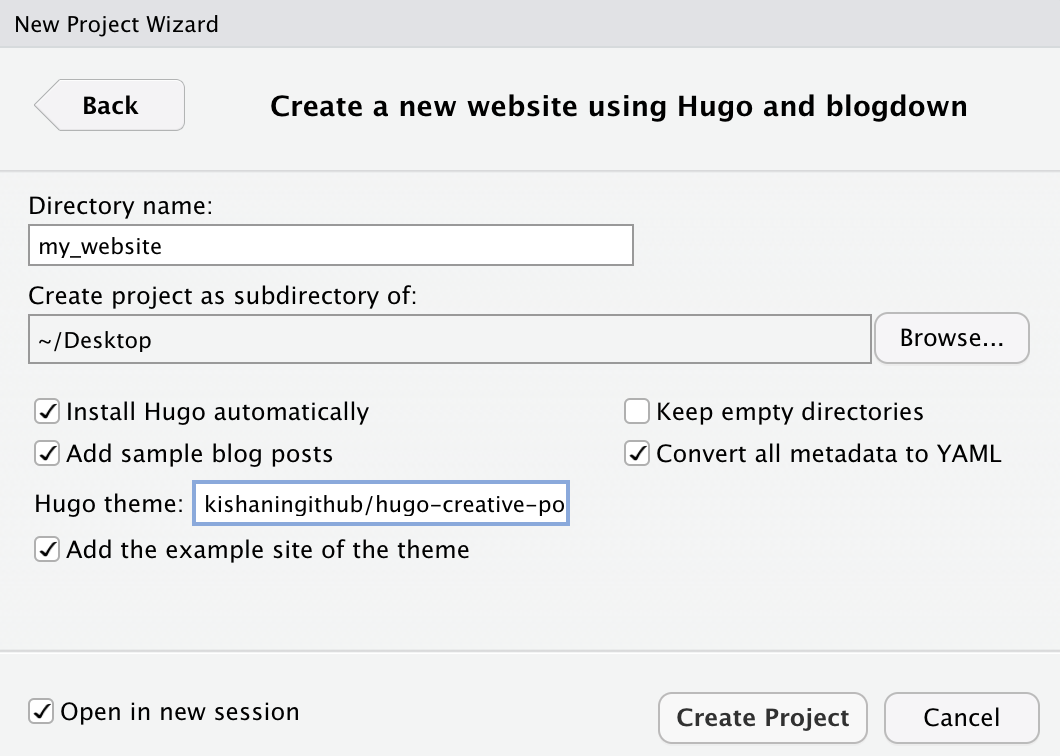 New Project Wizard
Back
Create a new website using Hugo and blogdown
Directory name:
my_website
Create project as subdirectory of:
~/Desktop
Browse...
Install Hugo automatically
Keep empty directories
Add sample blog posts
Convert all metadata to YAML
Hugo theme: kishaningithub/hugo-creative-po
Add the example site of the theme
Open in new session
Create Project
Cancel